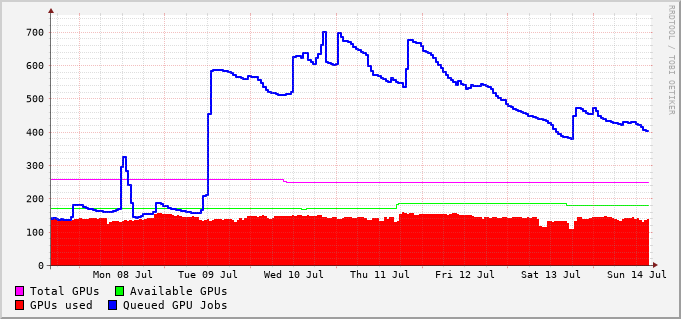 700
600
500
400
300
200
100
0
Mon 08 Jul Tue 09 Jul Wed 10 Jul Thu 11 Jul Fri 12 Jul Sat 13 Jul Sun 14 Jul
Total GPUs Available GPUs
GPUs used Queued GPU Jobs
RRDTOOL / TOBI OETIKER